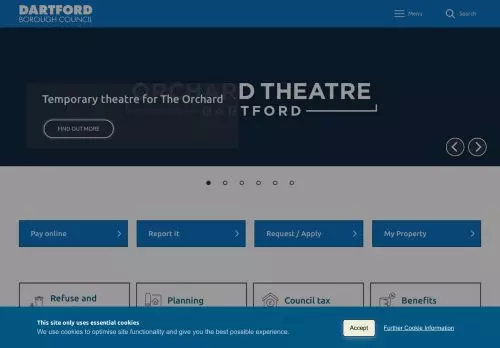 DARTFORD
BOROUGH COUNCIL
Menu
Search
ORCHARD THEATRE
DARTFORD
Temporary theatre for The Orchard
FIND OUT MORE
Pay online
Report it
Request / Apply
My Property
Refuse and
Planning
Council tax
Benefits
This site only uses essential cookies
We use cookies to optimise site functionality and give you the best possible experience.
Accept
Further Cookie Information